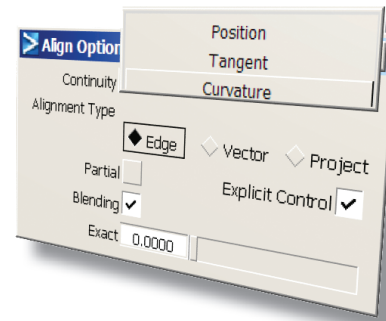 Align Option
Position
Tangent
Curvature
Continuity
Alignment Type
Edge Vector Project
Partial
Explicit Control
Blending
Exact 0.0000